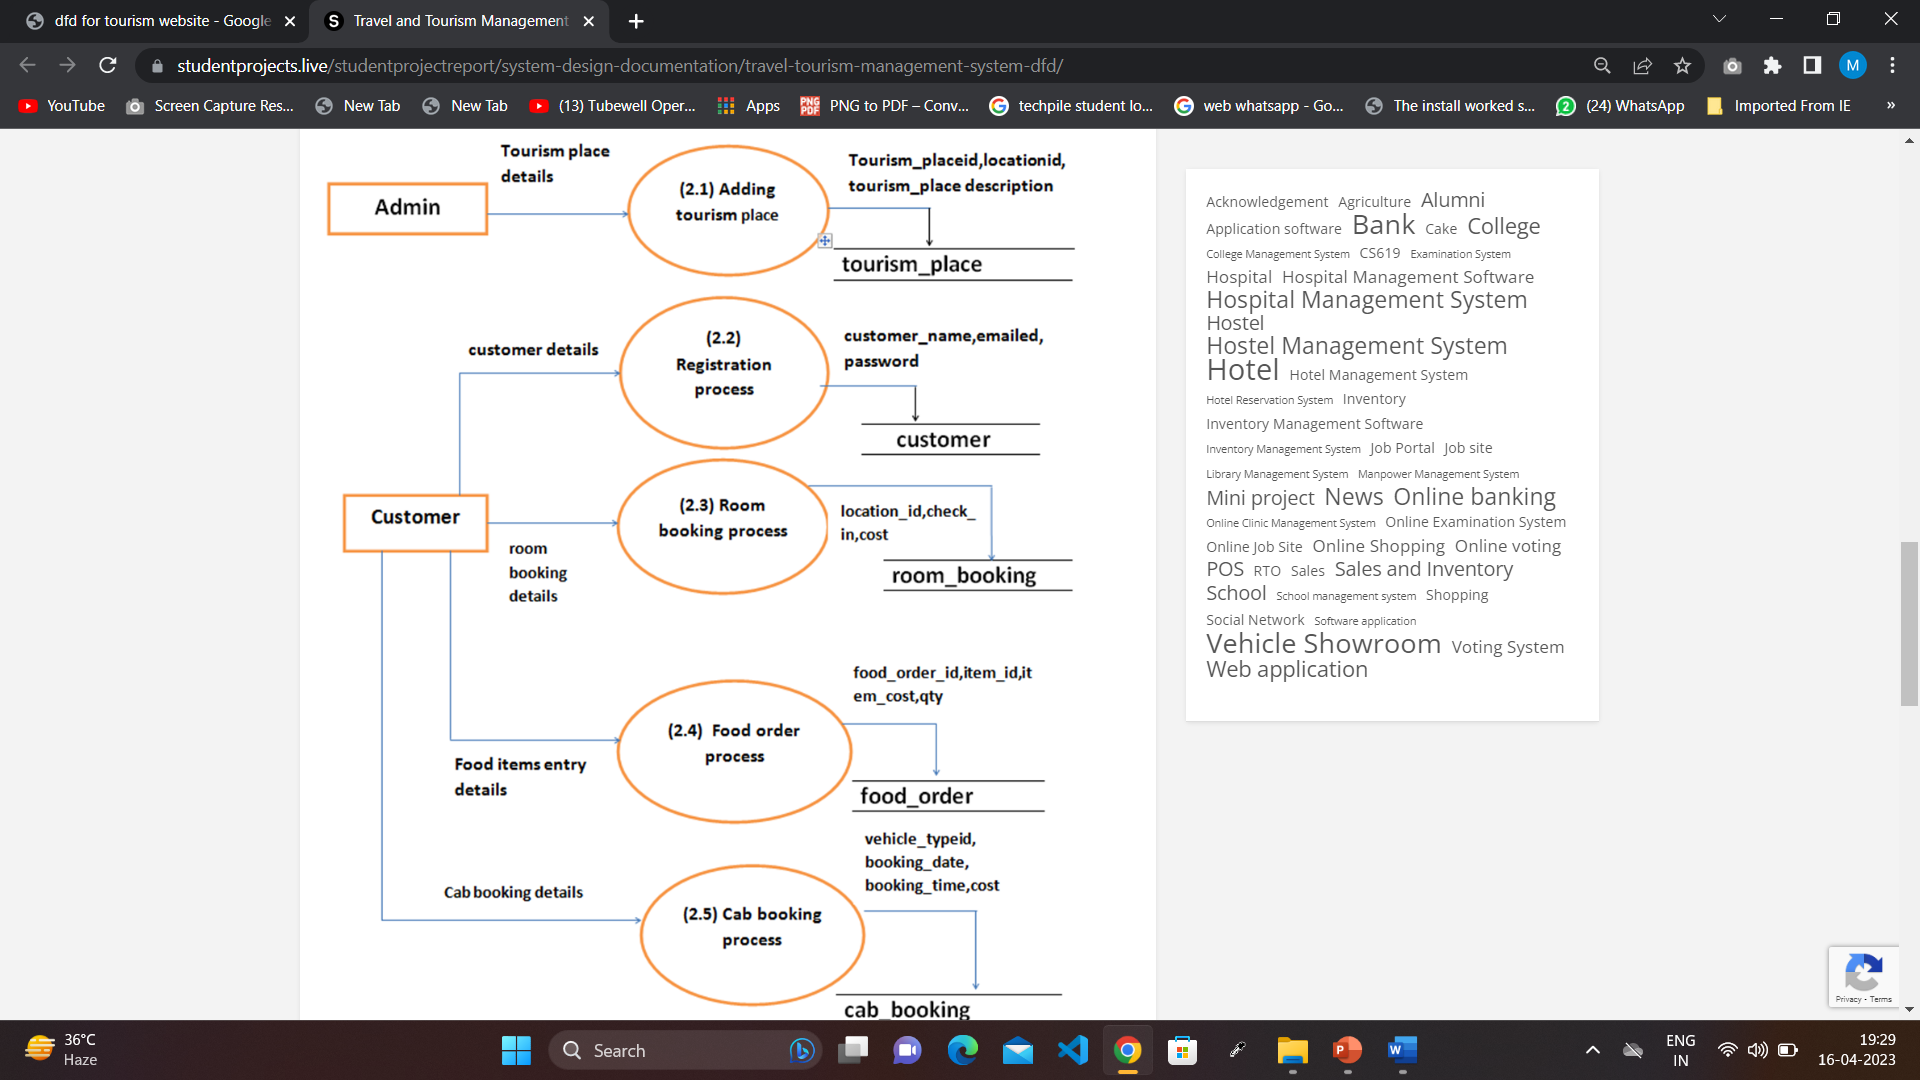 dfd for tourism website - Google
Travel and Tourism Management
studentprojects.live/studentprojectreport/system-design-documentation/travel-tourism-management-system-dfd/
M
YouTube
Screen Capture Res...
New Tab
New Tab
(13) Tubewell Oper...
Apps
PNG to PDF – Conv...
techpile student lo...
web whatsapp - Go...
The install worked s...
(24) WhatsApp
Imported From IE
»
Tourism place
details
Admin
(2.1) Adding
tourism place
Tourism_placeid,locationid,
tourism_place description
tourism_place
customer details
(2.2)
Registration
process
customer_name,emailed,
password
customer
Customer
room
booking
details
(2.3) Room
booking process
location_id,check_
in,cost
room_booking
Food items entry
details
(2.4) Food order
process
food_order_id,item_id,it
em_cost,qty
food_order
Cab booking details
(2.5) Cab booking
process
vehicle_typeid,
booking_date,
booking_time,cost
cab_booking
Acknowledgement Agriculture Alumni
Application software Bank Cake College
College Management System CS619 Examination System
Hospital Hospital Management Software
Hospital Management System
Hostel
Hostel Management System
Hotel Hotel Management System
Hotel Reservation System Inventory
Inventory Management Software
Inventory Management System Job Portal Job site
Library Management System Manpower Management System
Mini project News Online banking
Online Clinic Management System Online Examination System
Online Job Site Online Shopping Online voting
POS RTO Sales Sales and Inventory
School School management system Shopping
Social Network Software application
Vehicle Showroom Voting System
Web application
Privacy - Terms
36°C
Haze
Search
ENG
IN
19:29
16-04-2023